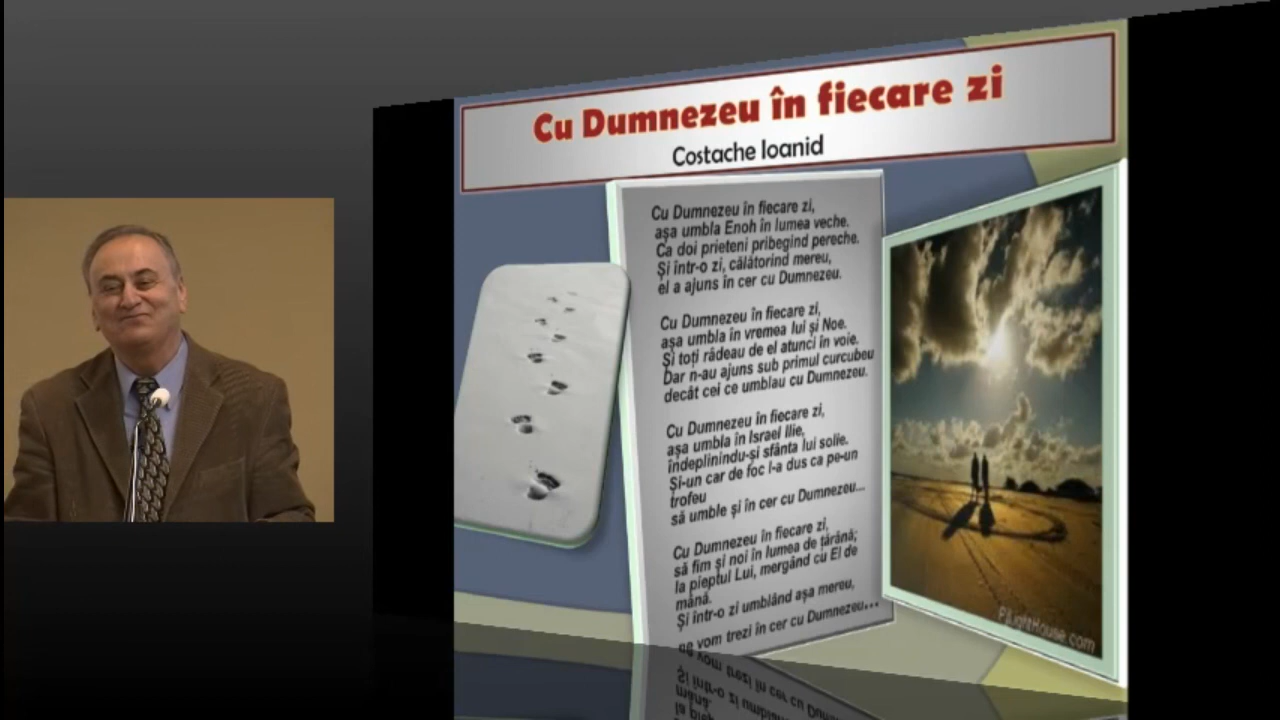 Cu Dumnezeu în fiecare zi
Costache Ioanid
Cu Dumnezeu în fiecare zi,
așa umbla Enoh în lumea veche.
Ca doi prieteni pribegind pereche.
Și într-o zi, călătorind mereu,
el a ajuns în cer cu Dumnezeu.
Cu Dumnezeu în fiecare zi,
așa umbla în vremea lui și Noe.
Și toți râdeau de el atunci în voie.
Dar n-au ajuns sub primul curcubeu
decât cei ce umblau cu Dumnezeu.
Cu Dumnezeu în fiecare zi,
așa umbla în Israel Ilie,
îndeplinindu-și sfânta lui solie.
Și-un car de foc l-a dus ca pe-un
trofeu
să umble și în cer cu Dumnezeu...
Cu Dumnezeu în fiecare zi,
să fim și noi în lumea de țărână;
la pieptul Lui, mergând cu El de
mână.
Și într-o zi umblând așa mereu,
ne vom trezi în cer cu Dumnezeu...
PiLightHouse.com